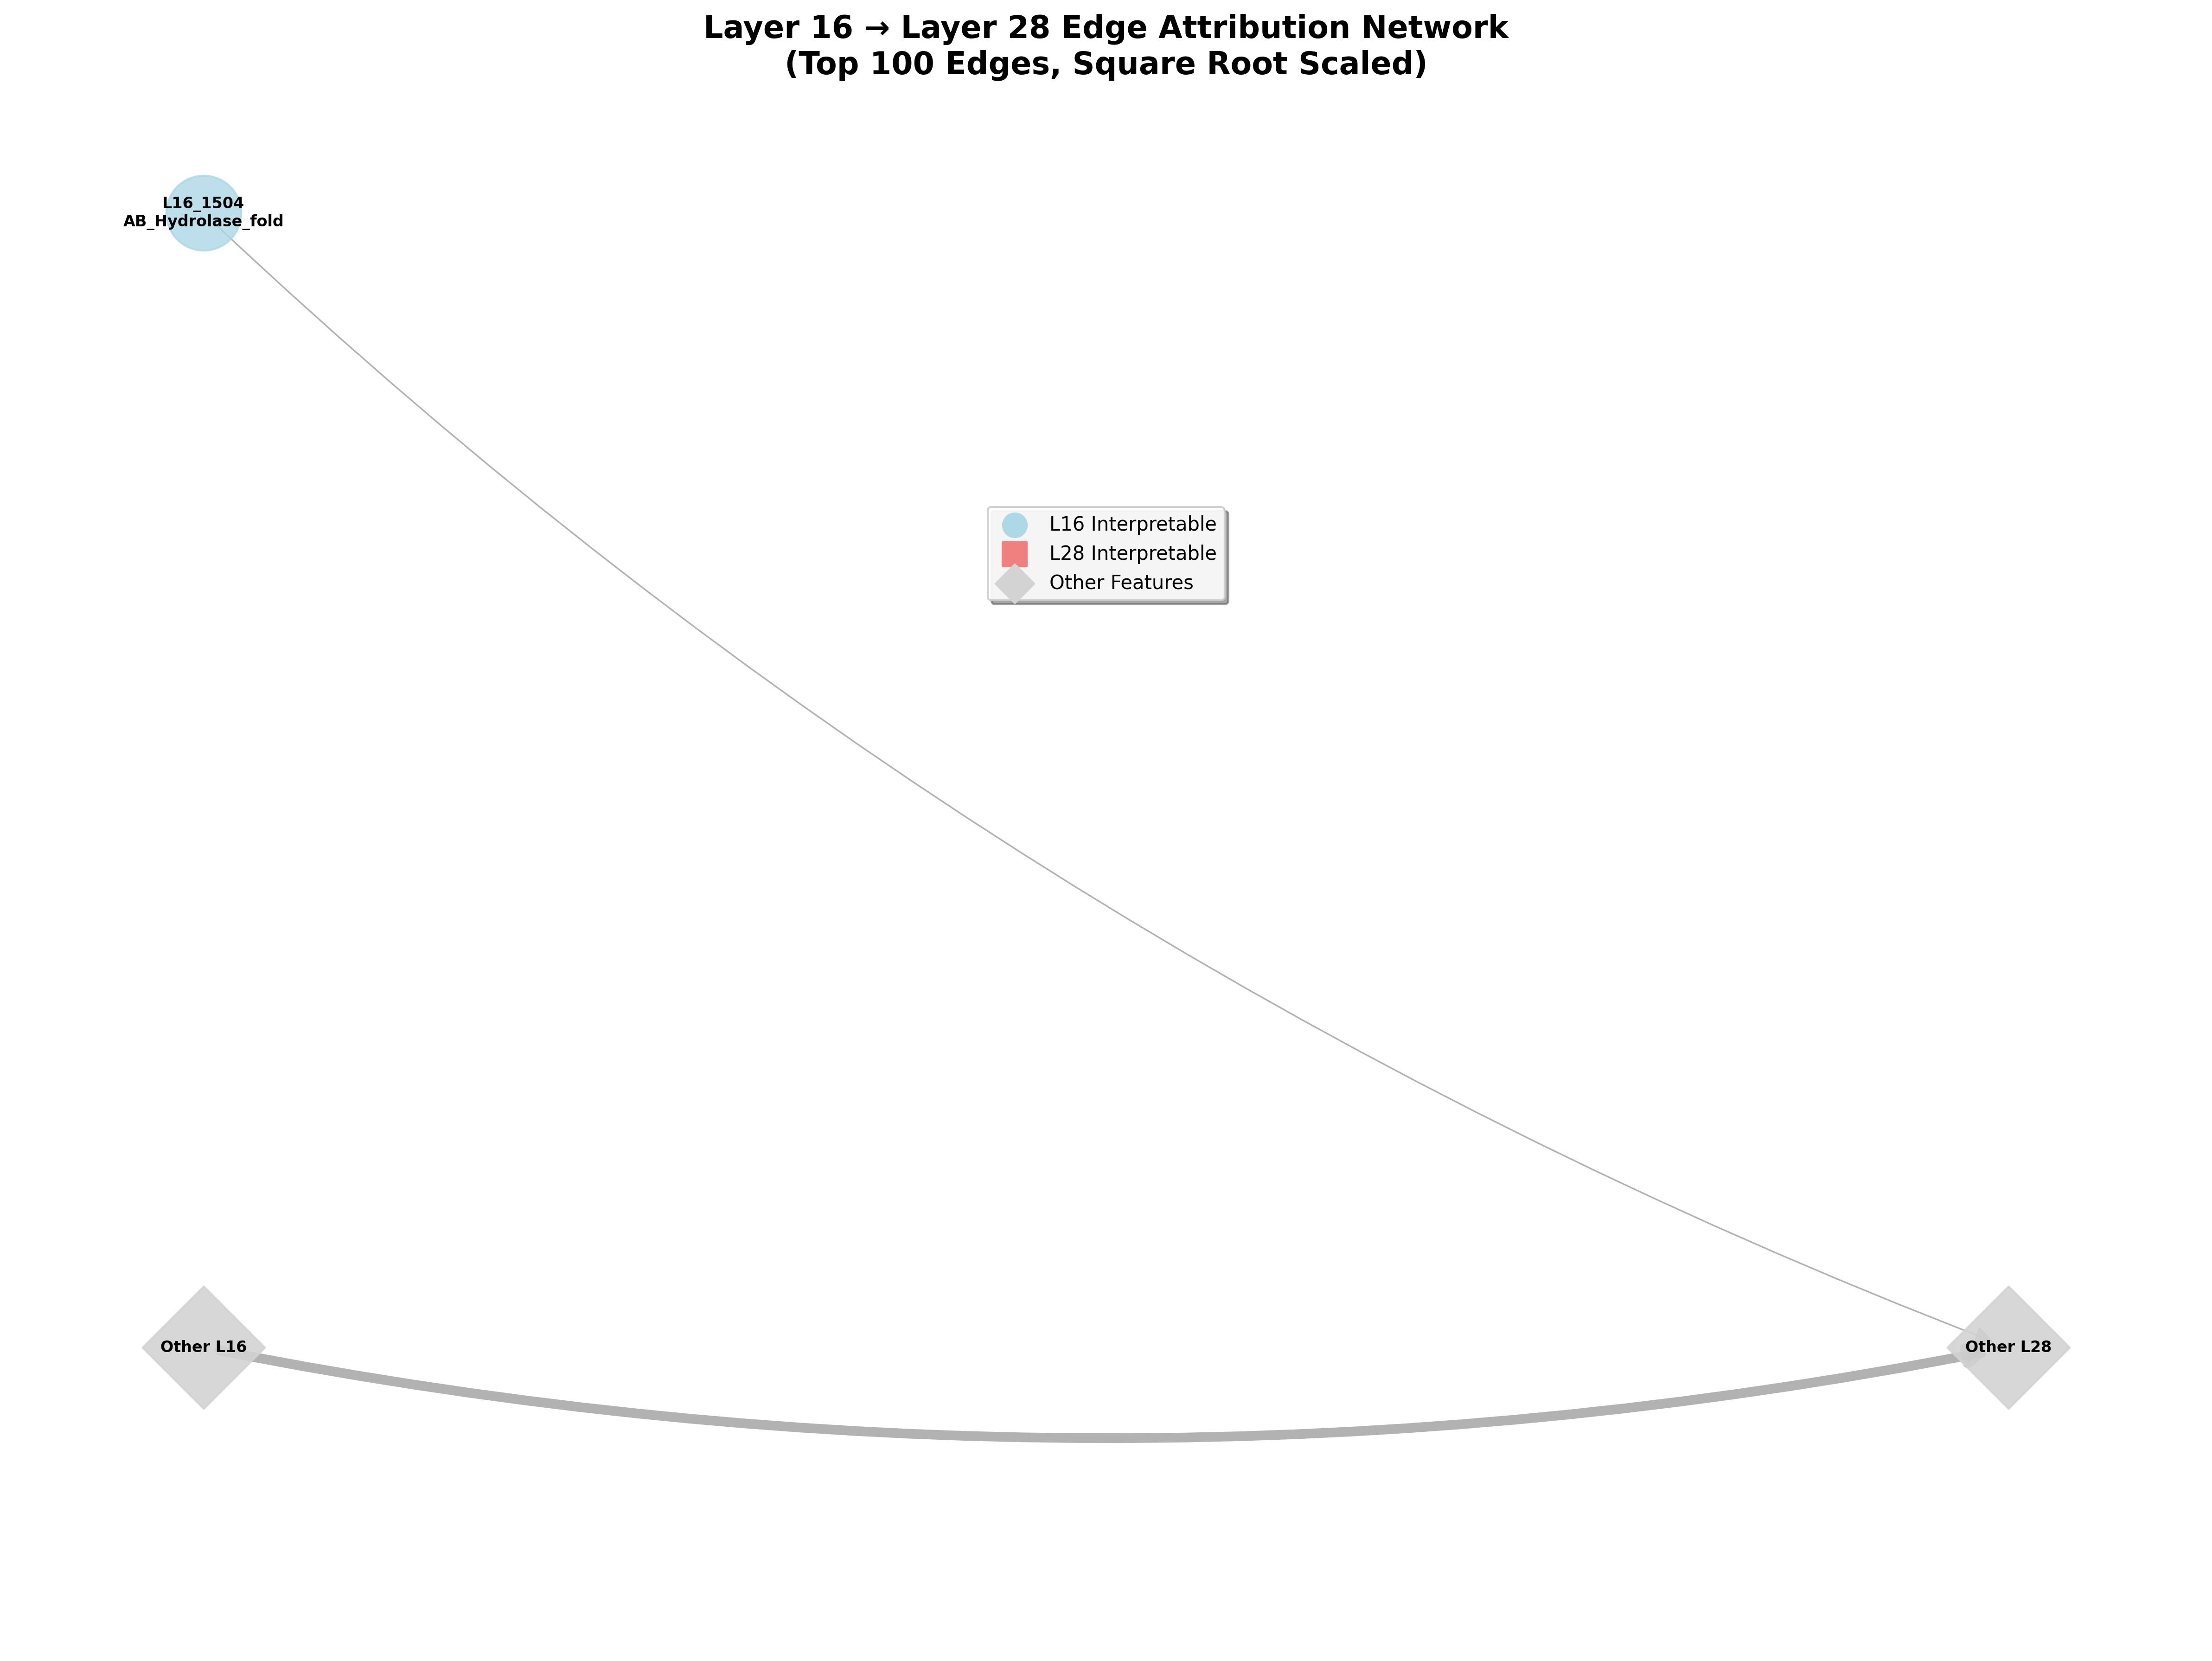 Layer 16 → Layer 28 Edge Attribution Network
(Top 100 Edges, Square Root Scaled)
L16_1504
AB_Hydrolase_fold
L16 Interpretable
L28 Interpretable
Other Features
Other L16
Other L28